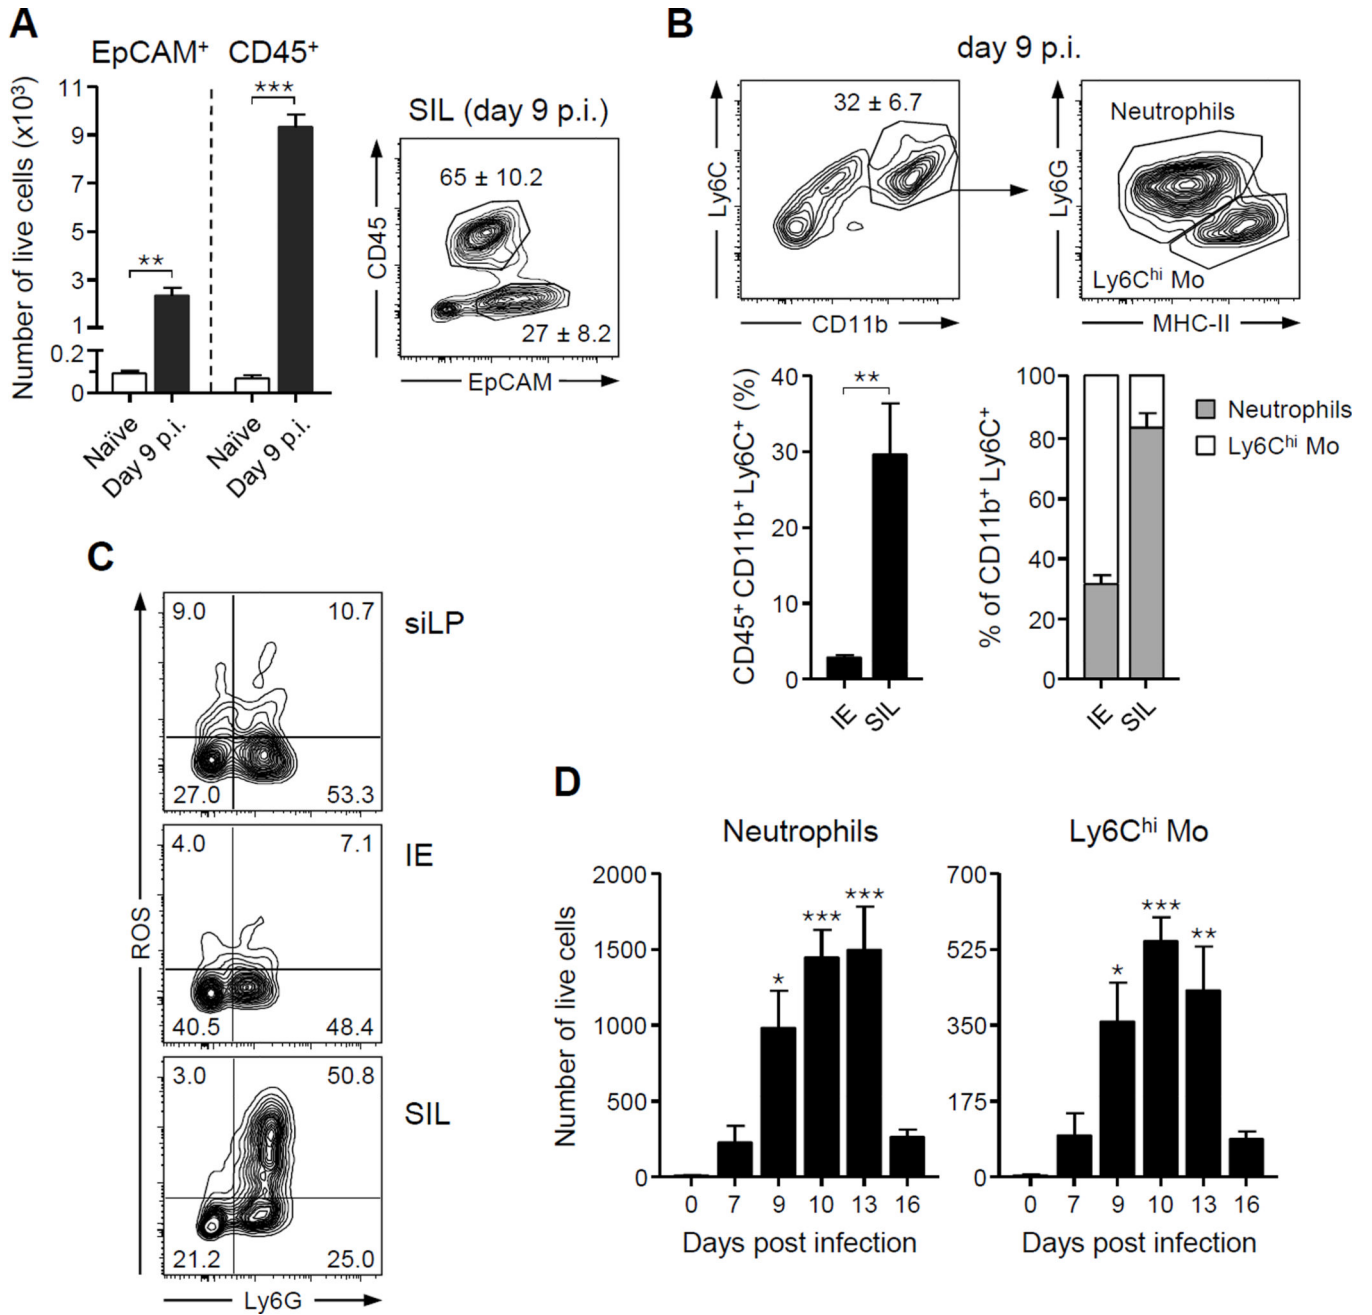 A
EpCAM⁺ CD45⁺
Number of live cells (x10³)
11
9
7
5
3
1
0.2
0
**
***
Naïve
Day 9 p.i.
Naïve
Day 9 p.i.
SIL (day 9 p.i.)
65 ± 10.2
27 ± 8.2
CD45
EpCAM
B
day 9 p.i.
32 ± 6.7
Ly6C
CD11b
Neutrophils
Ly6Cʰⁱ Mo
Ly6G
MHC-II
CD45⁺ CD11b⁺ Ly6C⁺ (%)
40
30
20
10
0
**
IE
SIL
% of CD11b⁺ Ly6C⁺
100
80
60
40
20
0
IE
SIL
Neutrophils
Ly6Cʰⁱ Mo
C
9.0 10.7
27.0 53.3
siLP
4.0 7.1
40.5 48.4
IE
3.0 50.8
21.2 25.0
SIL
ROS
Ly6G
D
Neutrophils
Number of live cells
2000
1500
1000
500
0
*
***
***
0 7 9 10 13 16
Days post infection
Ly6Cʰⁱ Mo
700
525
350
175
0
*
***
**
0 7 9 10 13 16
Days post infection